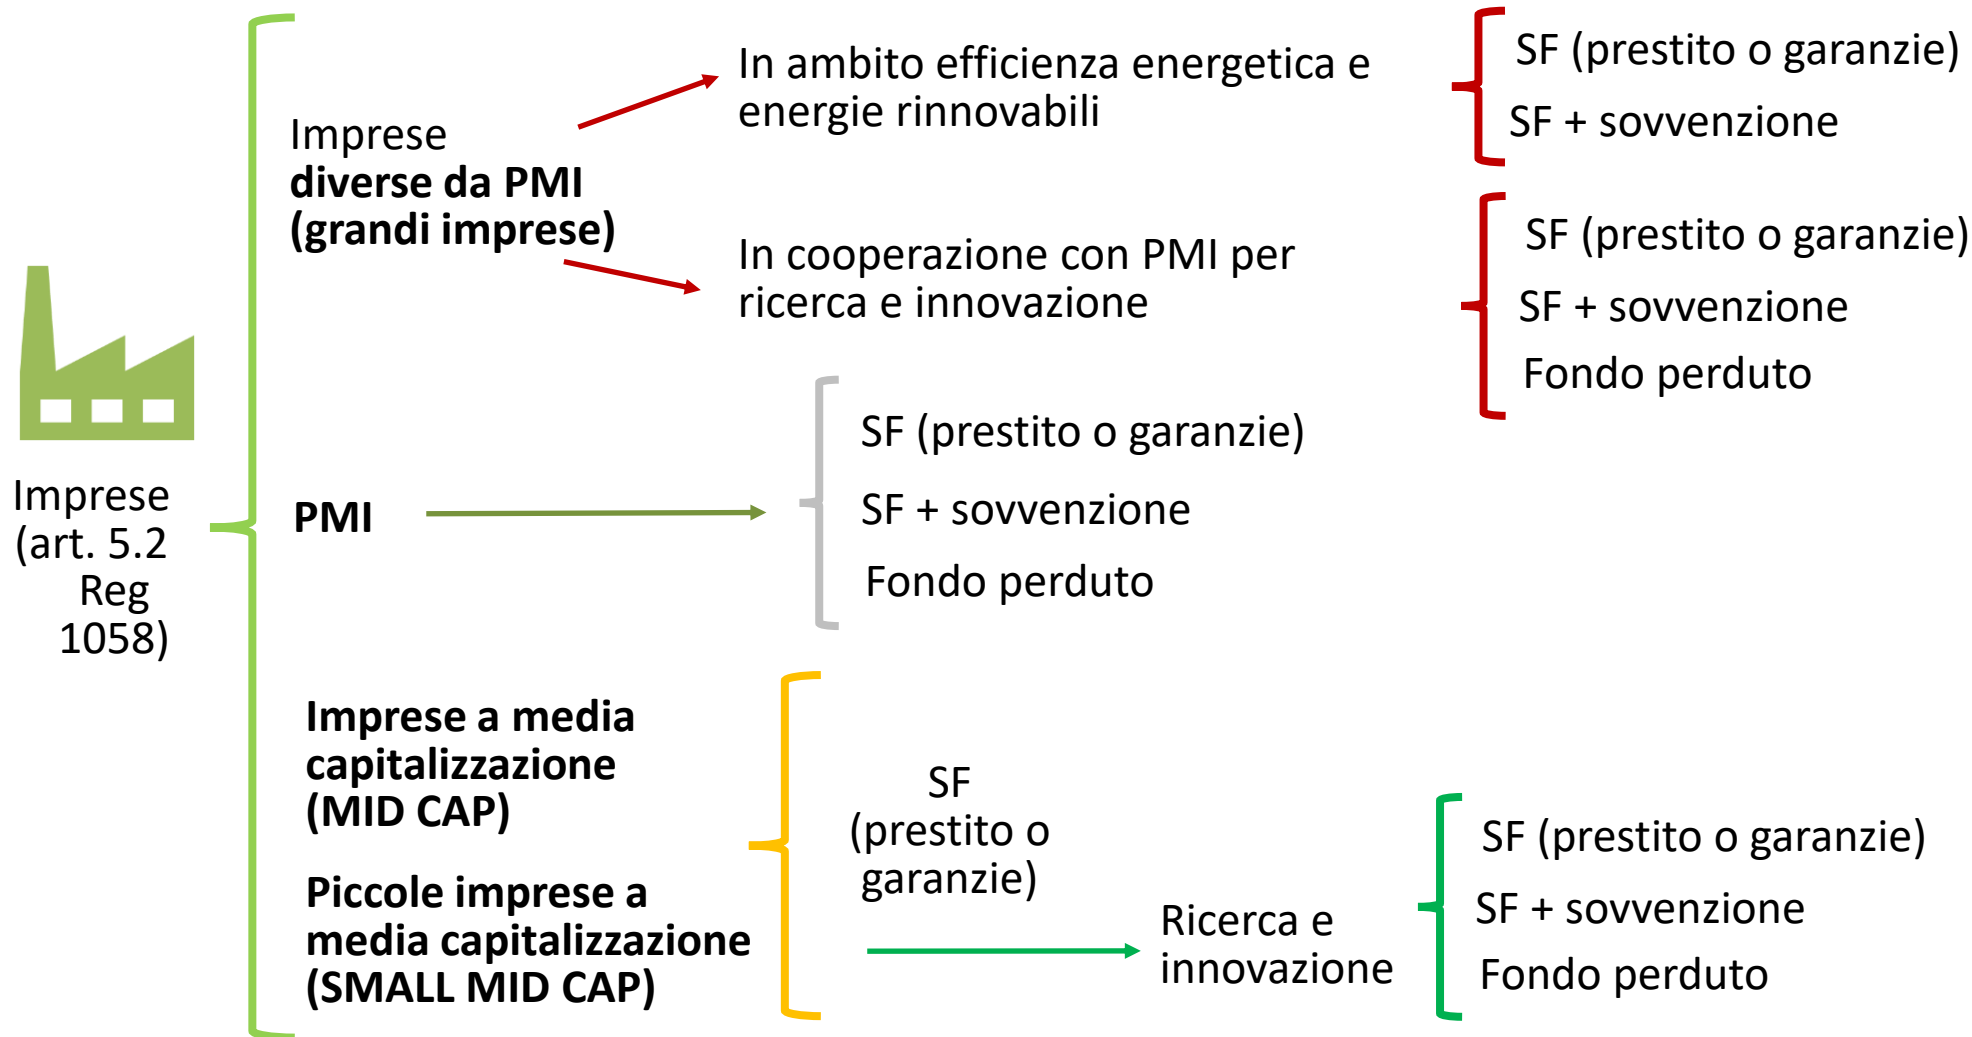 Imprese
(art. 5.2
Reg
1058)
Imprese
diverse da PMI
(grandi imprese)
In ambito efficienza energetica e
energie rinnovabili
SF (prestito o garanzie)
SF + sovvenzione
In cooperazione con PMI per
ricerca e innovazione
SF (prestito o garanzie)
SF + sovvenzione
Fondo perduto
PMI
SF (prestito o garanzie)
SF + sovvenzione
Fondo perduto
Imprese a media
capitalizzazione
(MID CAP)
Piccole imprese a
media capitalizzazione
(SMALL MID CAP)
SF
(prestito o
garanzie)
Ricerca e
innovazione
SF (prestito o garanzie)
SF + sovvenzione
Fondo perduto